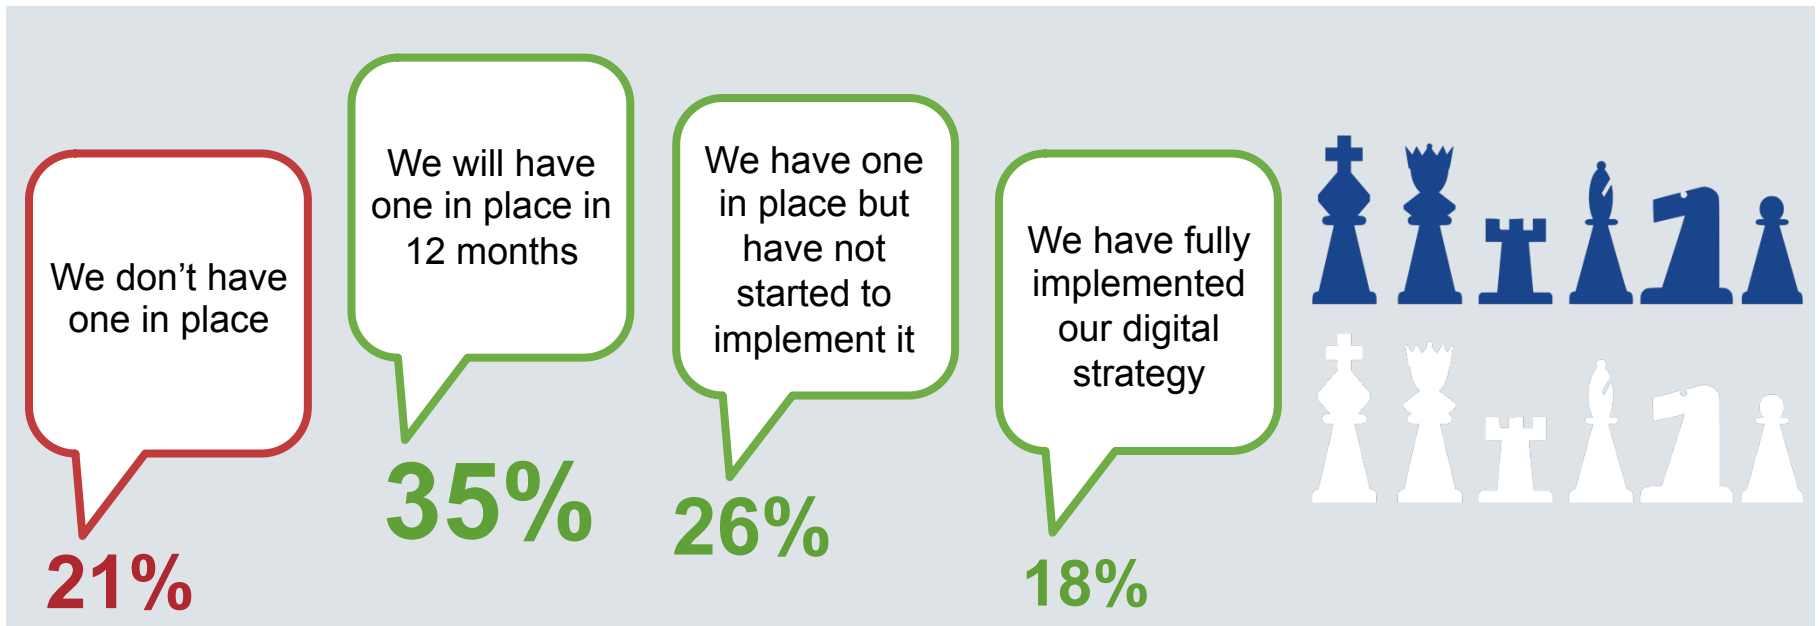 We don’t have
one in place
21%
We will have
one in place in
12 months
35%
We have one
in place but
have not
started to
implement it
26%
We have fully
implemented
our digital
strategy
18%